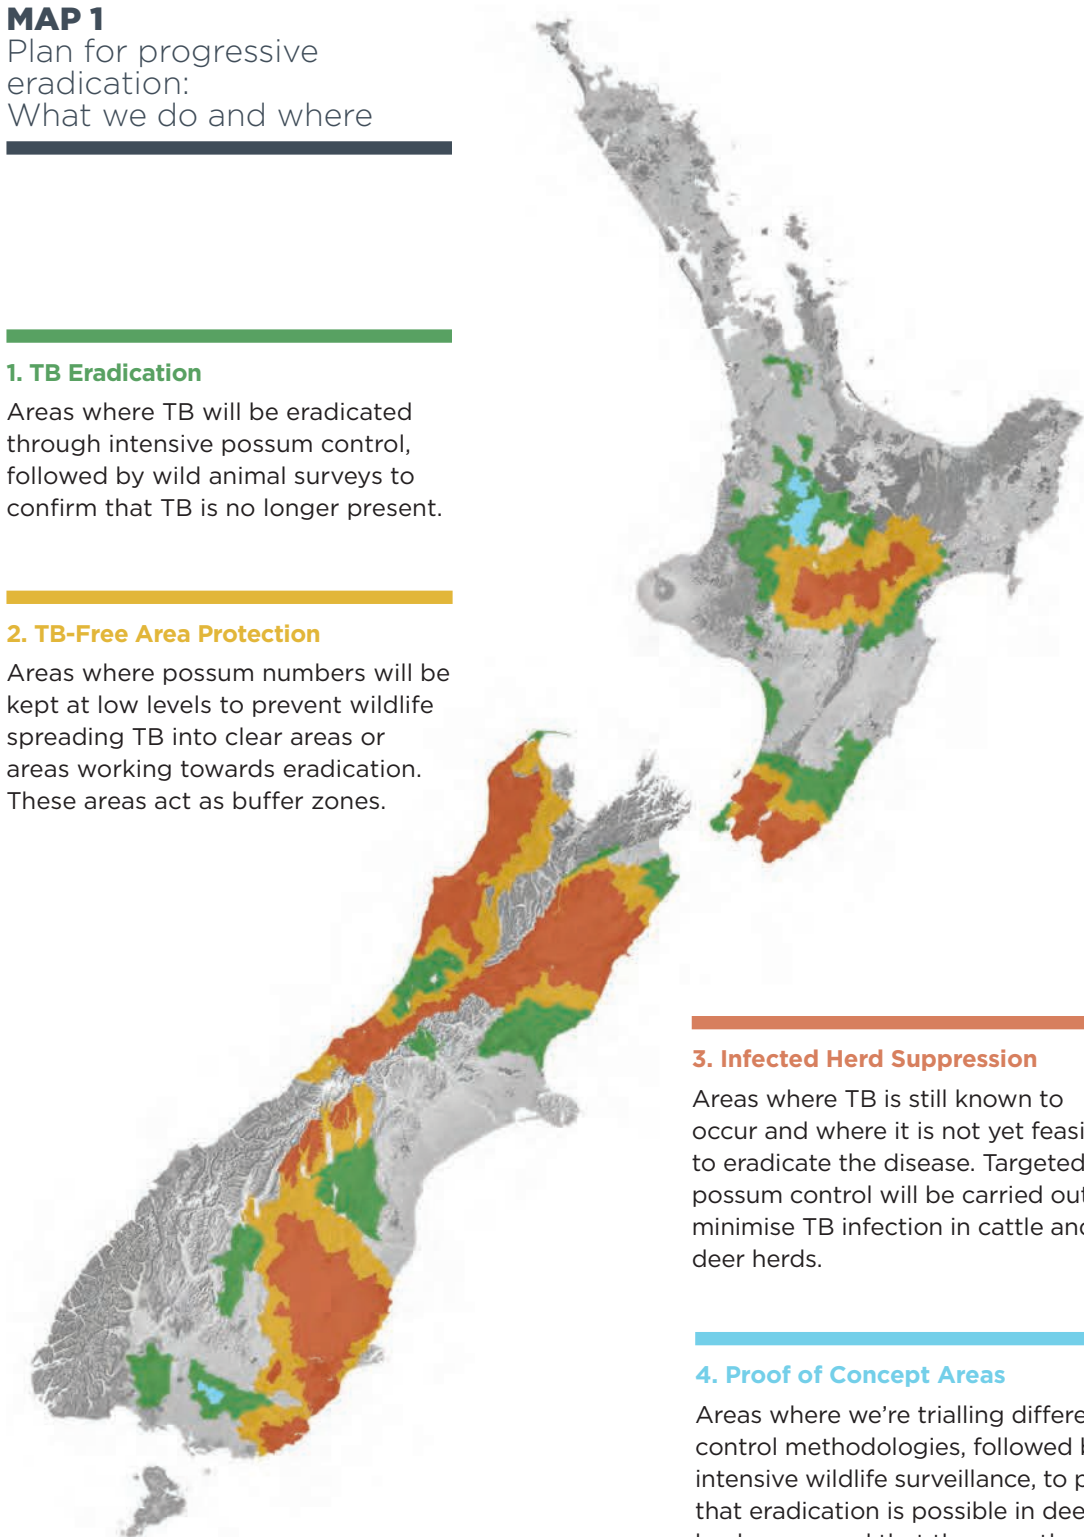 MAP 1
Plan for progressive
eradication:
What we do and where
1. TB Eradication
Areas where TB will be eradicated
through intensive possum control,
followed by wild animal surveys to
confirm that TB is no longer present.
2. TB-Free Area Protection
Areas where possum numbers will be
kept at low levels to prevent wildlife
spreading TB into clear areas or
areas working towards eradication.
These areas act as buffer zones.
3. Infected Herd Suppression
Areas where TB is still known to
occur and where it is not yet feasi
to eradicate the disease. Targeted
possum control will be carried out
minimise TB infection in cattle and
deer herds.
4. Proof of Concept Areas
Areas where we're trialling differe
control methodologies, followed b
intensive wildlife surveillance, to p
that eradication is possible in dee